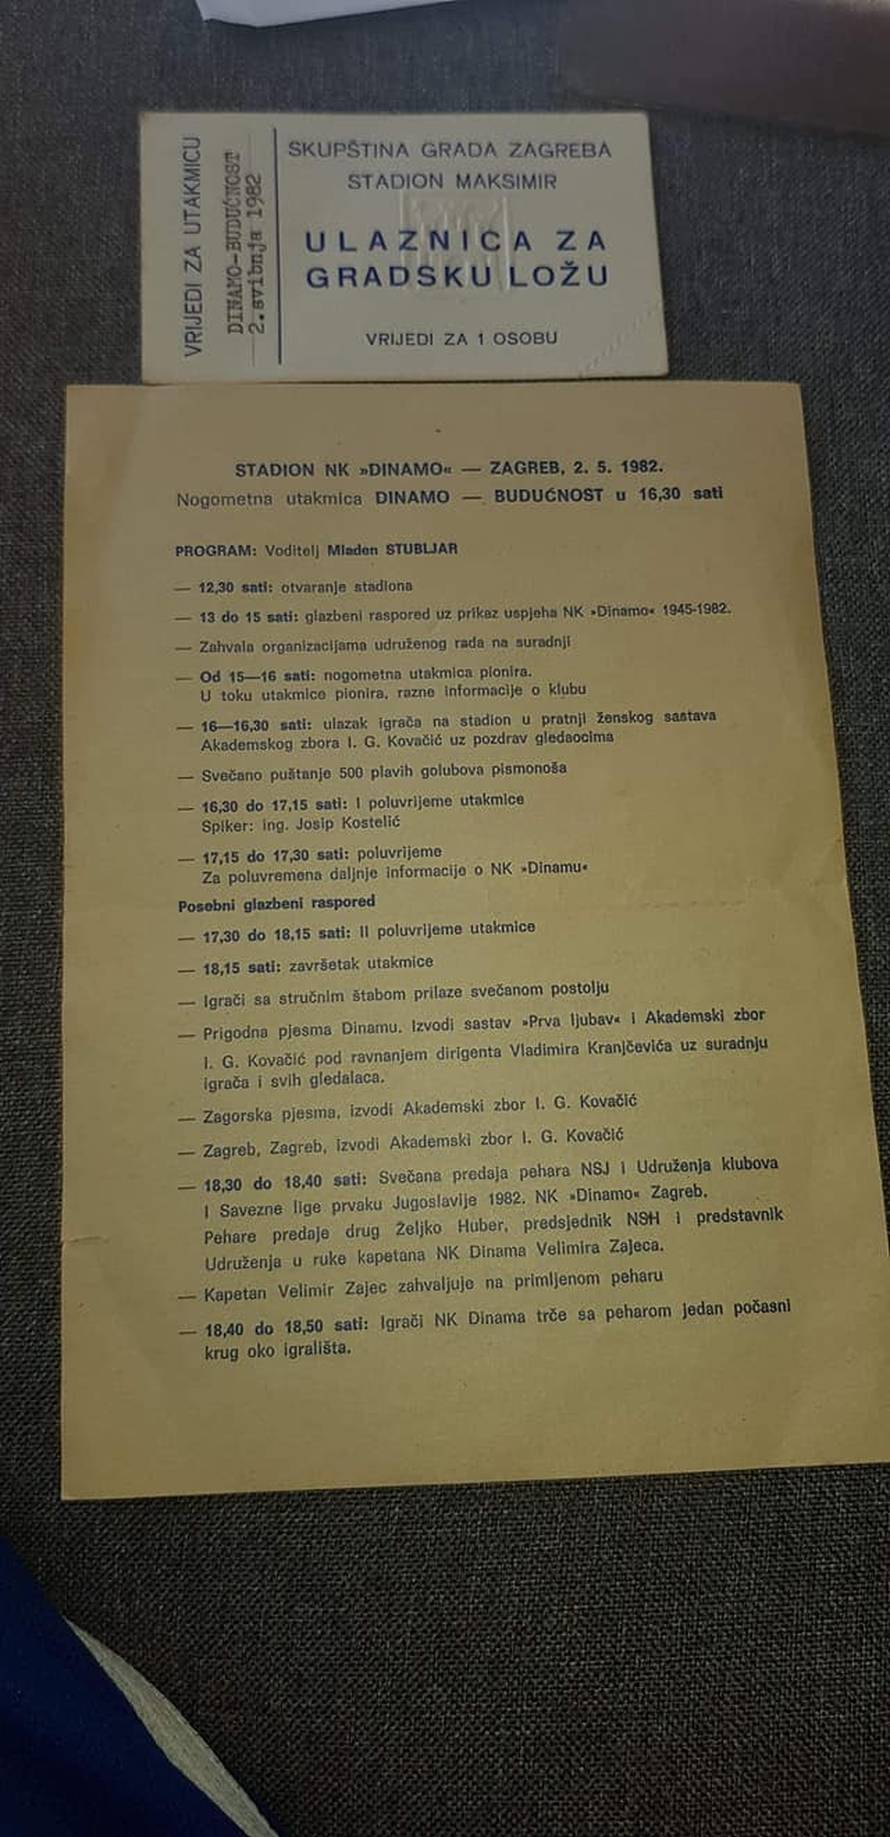 VRIJEDI ZA UTAKMICU
DINAMO-BUDUĆNOST
2.svibnja 1982
SKUPŠTINA GRADA ZAGREBA
STADION MAKSIMIR
ULAZNICA ZA
GRADSKU LOŽU
VRIJEDI ZA 1 OSOBU
STADION NK »DINAMO« — ZAGREB, 2. 5. 1982.
Nogometna utakmica DINAMO — BUDUĆNOST u 16,30 sati
PROGRAM: Voditelj Mladen STUBLJAR
— 12,30 sati: otvaranje stadiona
— 13 do 15 sati: glazbeni raspored uz prikaz uspjeha NK »Dinamo« 1945-1982.
— Zahvala organizacijama udruženog rada na suradnji
— Od 15—16 sati: nogometna utakmica pionira.
U toku utakmice pionira, razne informacije o klubu
— 16—16,30 sati: ulazak igrača na stadion u pratnji ženskog sastava
Akademskog zbora I. G. Kovačić uz pozdrav gledaocima
— Svečano puštanje 500 plavih golubova pismonoša
— 16,30 do 17,15 sati: I poluvrijeme utakmice
Spiker: ing. Josip Kostelić
— 17,15 do 17,30 sati: poluvrijeme
Za poluvremena daljnje informacije o NK »Dinamu«
Posebni glazbeni raspored
— 17,30 do 18,15 sati: II poluvrijeme utakmice
— 18,15 sati: završetak utakmice
— Igrači sa stručnim štabom prilaze svečanom postolju
— Prigodna pjesma Dinamu. Izvodi sastav »Prva ljubav« i Akademski zbor
I. G. Kovačić pod ravnanjem dirigenta Vladimira Kranjčevića uz suradnju
igrača i svih gledalaca.
— Zagorska pjesma, izvodi Akademski zbor I. G. Kovačić
— Zagreb, Zagreb, izvodi Akademski zbor I. G. Kovačić
— 18,30 do 18,40 sati: Svečana predaja pehara NSJ i Udruženja klubova
I Savezne lige prvaku Jugoslavije 1982. NK »Dinamo« Zagreb.
Pehare predaje drug Željko Huber, predsjednik NSH i predstavnik
Udruženja u ruke kapetana NK Dinama Velimira Zajeca.
— Kapetan Velimir Zajec zahvaljuje na primljenom peharu
— 18,40 do 18,50 sati: Igrači NK Dinama trče sa peharom jedan počasni
krug oko igrališta.